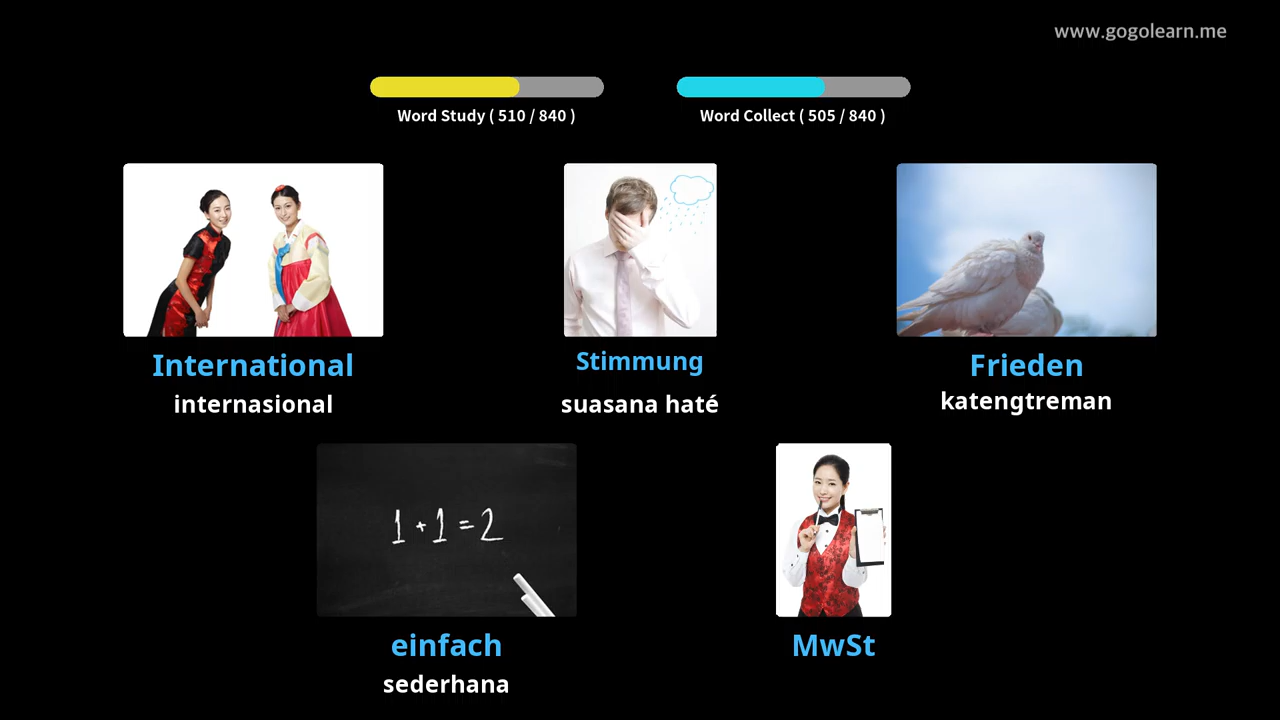 www.gogolearn.me
Word Study ( 510 / 840 )
Word Collect ( 505 / 840 )
International
internasional
Stimmung
suasana haté
Frieden
katengtreman
1 + 1 = 2
einfach
sederhana
MwSt